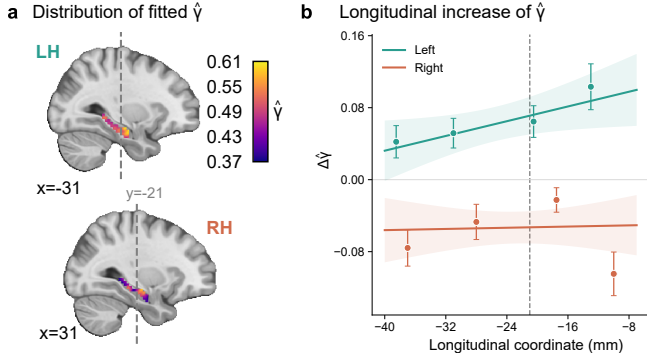 a Distribution of fitted γ̂
LH
0.61
0.55
0.49
0.43
0.37
γ̂
x=-31
y=-21
RH
x=31
b Longitudinal increase of γ̂
Left
Right
0.16
0.08
0.00
−0.08
Δγ̂
−40 −32 −24 −16 −8
Longitudinal coordinate (mm)